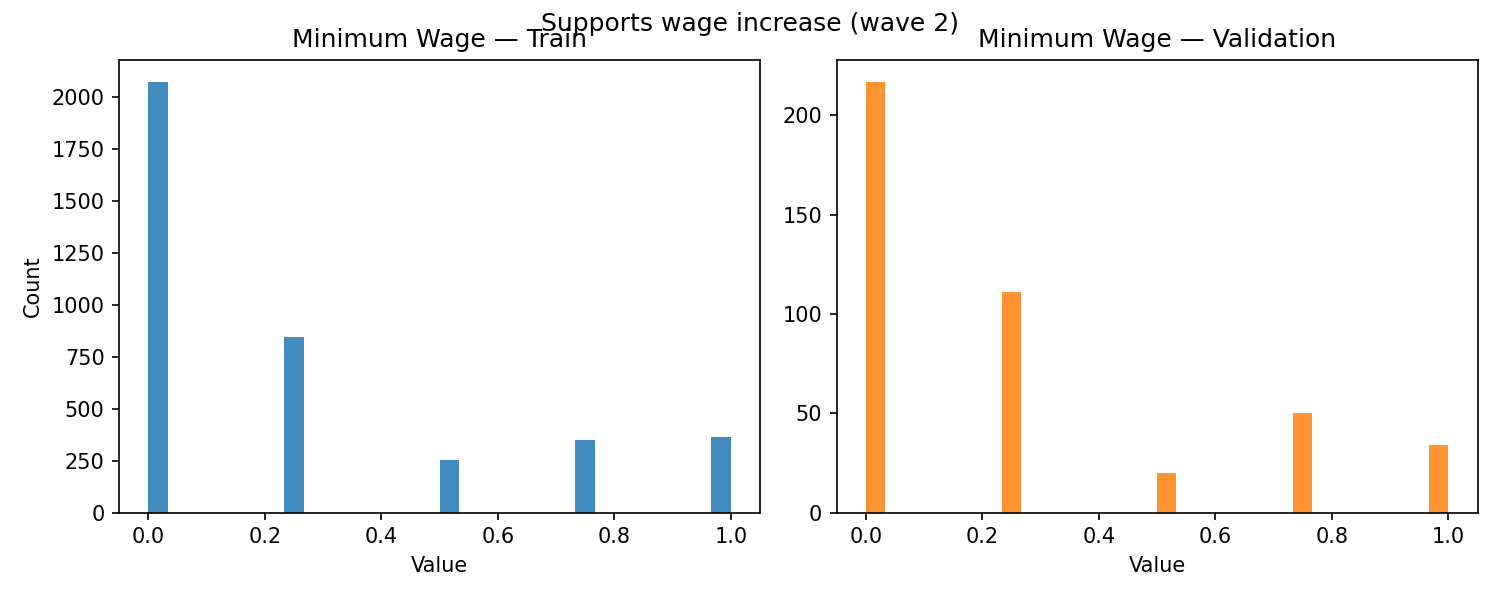 Supports wage increase (wave 2)
Minimum Wage — Train
Count
2000
1750
1500
1250
1000
750
500
250
0
0.0 0.2 0.4 0.6 0.8 1.0
Value
Minimum Wage — Validation
200
150
100
50
0
0.0 0.2 0.4 0.6 0.8 1.0
Value